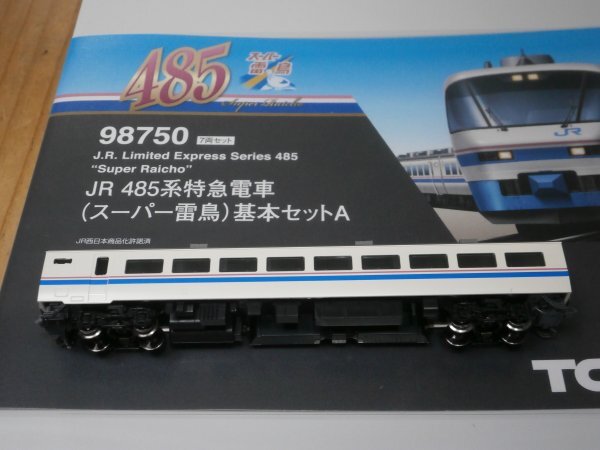 485
スーパー
雷鳥
Super Raicho
98750 7両セット
J.R. Limited Express Series 485
"Super Raicho"
JR 485系特急電車
(スーパー雷鳥)基本セットA
JR西日本商品化許諾済
JR
TO